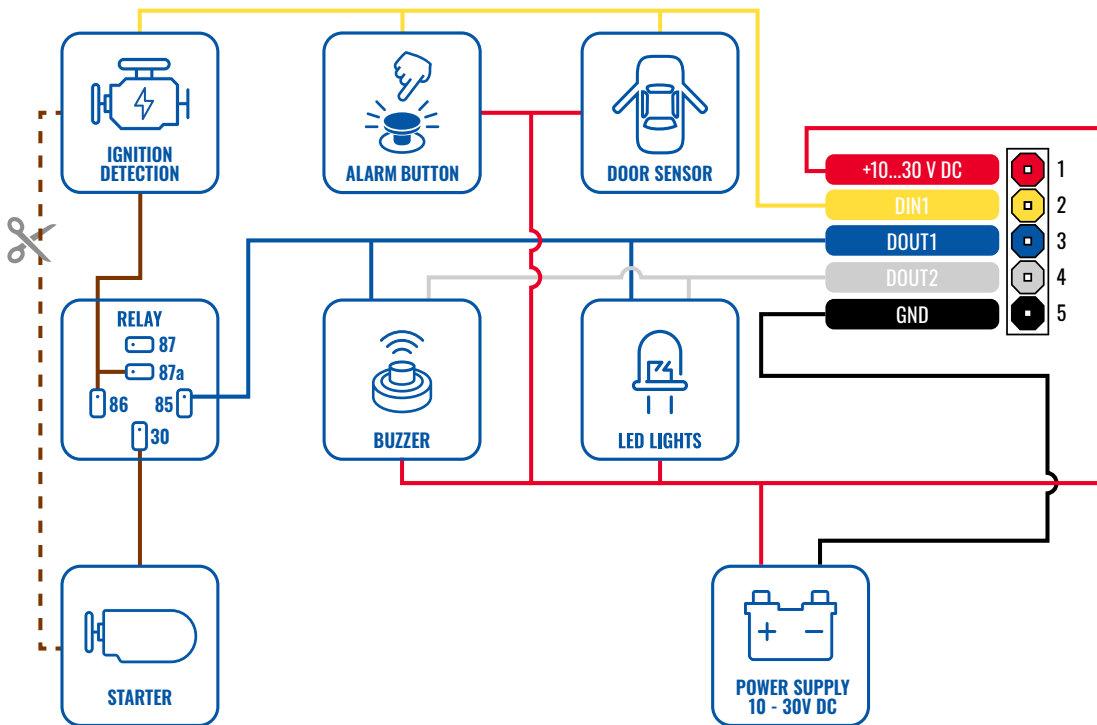 IGNITION
DETECTION
ALARM BUTTON
DOOR SENSOR
+10...30 V DC
1
DIN1
2
DOUT1
3
DOUT2
4
GND
5
RELAY
87
87a
86
85
30
BUZZER
LED LIGHTS
STARTER
+ -
POWER SUPPLY
10 - 30V DC